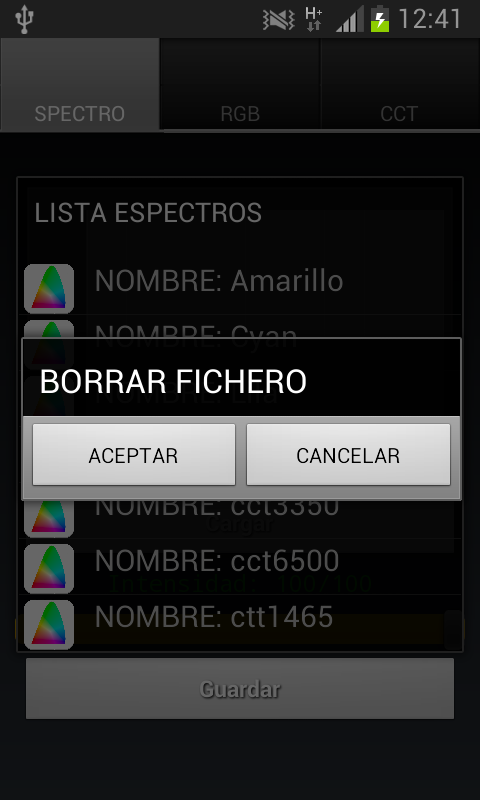 H+
12:41
SPECTRO
RGB
CCT
LISTA ESPECTROS
NOMBRE: Amarillo
NOMBRE: Cyan
BORRAR FICHERO
ACEPTAR
CANCELAR
NOMBRE: cct3350
Cargar
NOMBRE: cct6500
Intensidad: 100/100
NOMBRE: ctt1465
Guardar